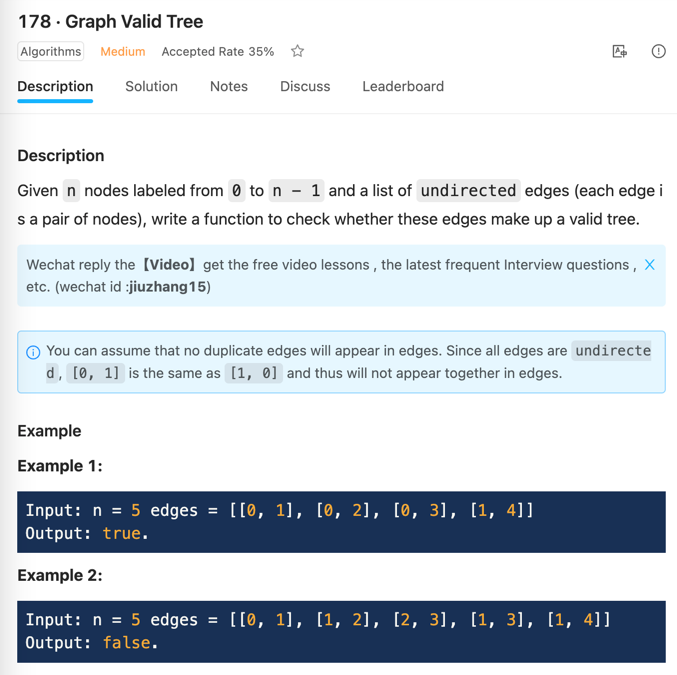 178 · Graph Valid Tree
Algorithms Medium Accepted Rate 35%
Description Solution Notes Discuss Leaderboard
Description
Given n nodes labeled from 0 to n - 1 and a list of undirected edges (each edge i
s a pair of nodes), write a function to check whether these edges make up a valid tree.
Wechat reply the【Video】get the free video lessons , the latest frequent Interview questions ,
etc. (wechat id :jiuzhang15)
You can assume that no duplicate edges will appear in edges. Since all edges are undirecte
d, [0, 1] is the same as [1, 0] and thus will not appear together in edges.
Example
Example 1:
Input: n = 5 edges = [[0, 1], [0, 2], [0, 3], [1, 4]]
Output: true.
Example 2:
Input: n = 5 edges = [[0, 1], [1, 2], [2, 3], [1, 3], [1, 4]]
Output: false.